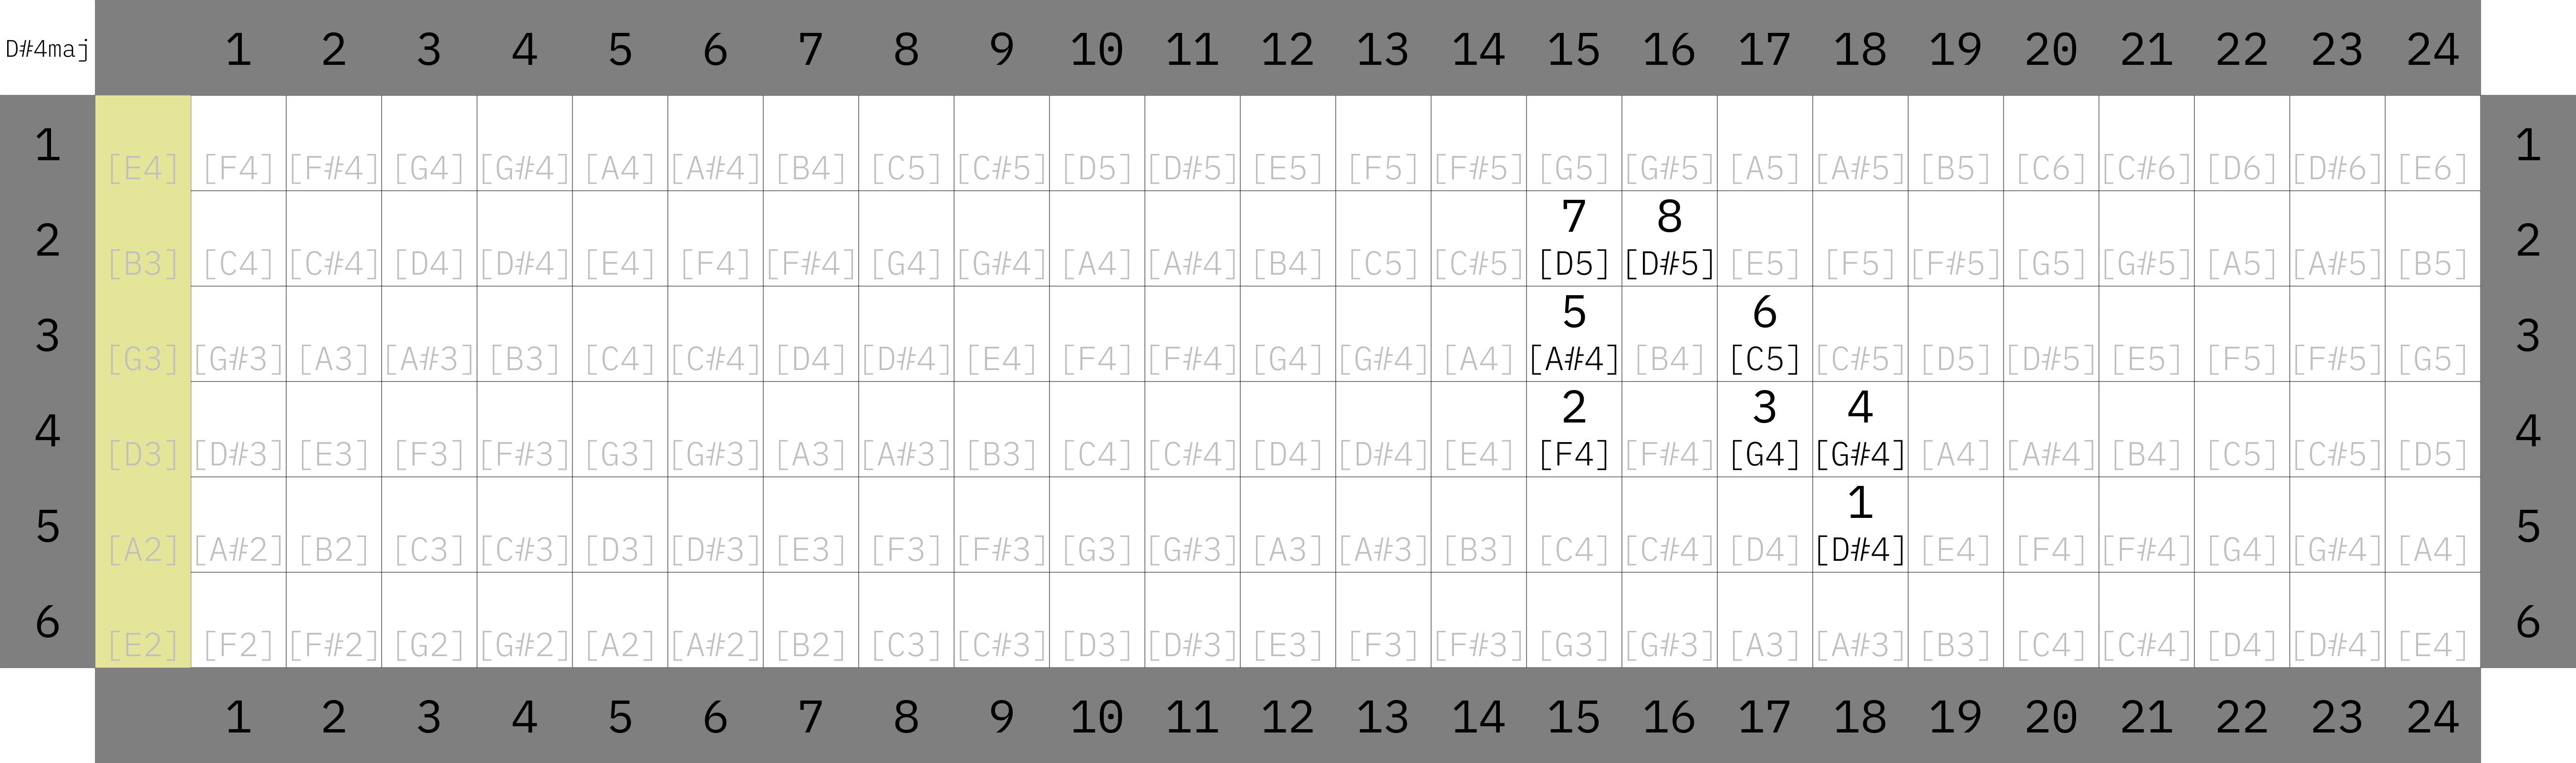 D#4maj 1 2 3 4 5 6 7 8 9 10 11 12 13 14 15 16 17 18 19 20 21 22 23 24
1 [E4] [F4] [F#4] [G4] [G#4] [A4] [A#4] [B4] [C5] [C#5] [D5] [D#5] [E5] [F5] [F#5] [G5] [G#5] [A5] [A#5] [B5] [C6] [C#6] [D6] [D#6] [E6] 1
7 8
2 [B3] [C4] [C#4] [D4] [D#4] [E4] [F4] [F#4] [G4] [G#4] [A4] [A#4] [B4] [C5] [C#5] [D5] [D#5] [E5] [F5] [F#5] [G5] [G#5] [A5] [A#5] [B5] 2
5 6
3 [G3] [G#3] [A3] [A#3] [B3] [C4] [C#4] [D4] [D#4] [E4] [F4] [F#4] [G4] [G#4] [A4] [A#4] [B4] [C5] [C#5] [D5] [D#5] [E5] [F5] [F#5] [G5] 3
2 3 4
4 [D3] [D#3] [E3] [F3] [F#3] [G3] [G#3] [A3] [A#3] [B3] [C4] [C#4] [D4] [D#4] [E4] [F4] [F#4] [G4] [G#4] [A4] [A#4] [B4] [C5] [C#5] [D5] 4
1
5 [A2] [A#2] [B2] [C3] [C#3] [D3] [D#3] [E3] [F3] [F#3] [G3] [G#3] [A3] [A#3] [B3] [C4] [C#4] [D4] [D#4] [E4] [F4] [F#4] [G4] [G#4] [A4] 5
6 [E2] [F2] [F#2] [G2] [G#2] [A2] [A#2] [B2] [C3] [C#3] [D3] [D#3] [E3] [F3] [F#3] [G3] [G#3] [A3] [A#3] [B3] [C4] [C#4] [D4] [D#4] [E4] 6
1 2 3 4 5 6 7 8 9 10 11 12 13 14 15 16 17 18 19 20 21 22 23 24